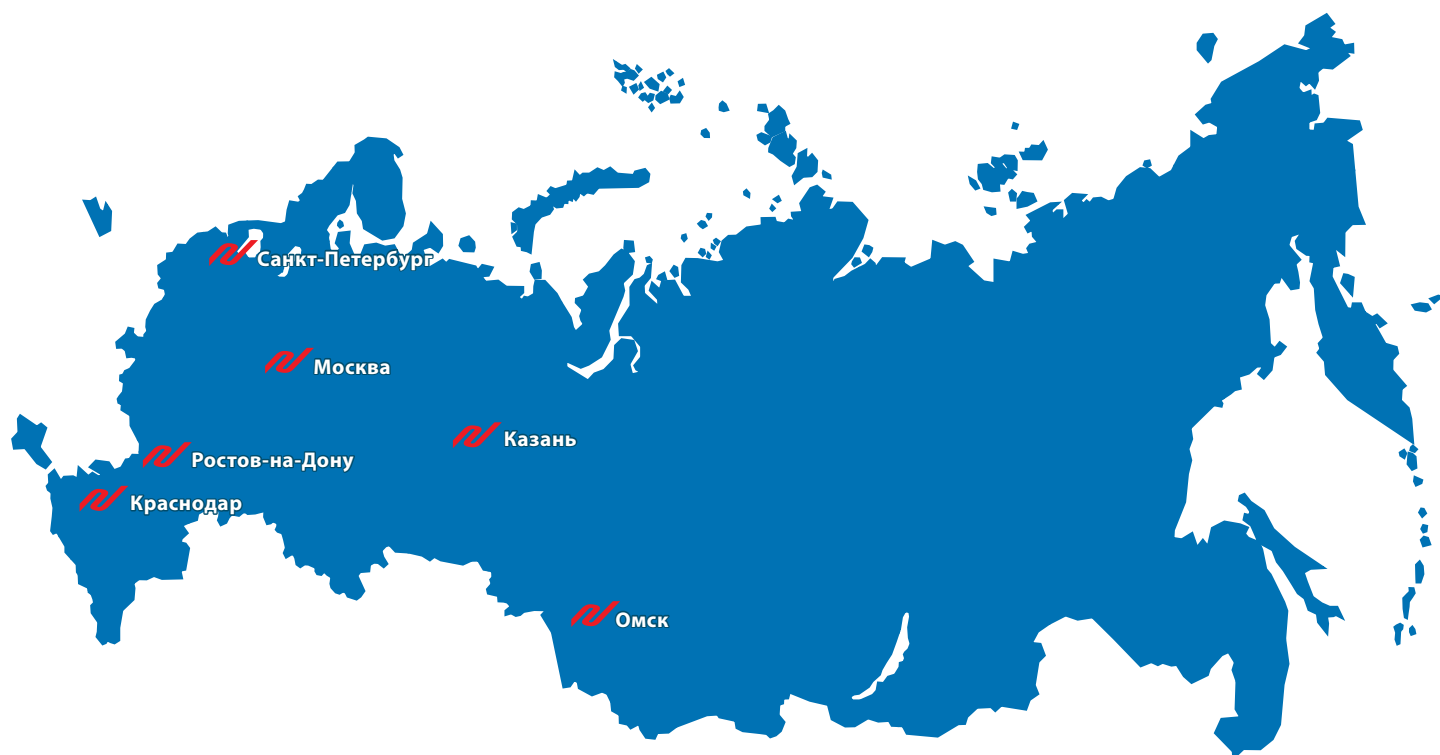 Санкт-Петербург
Москва
Казань
Ростов-на-Дону
Краснодар
Омск